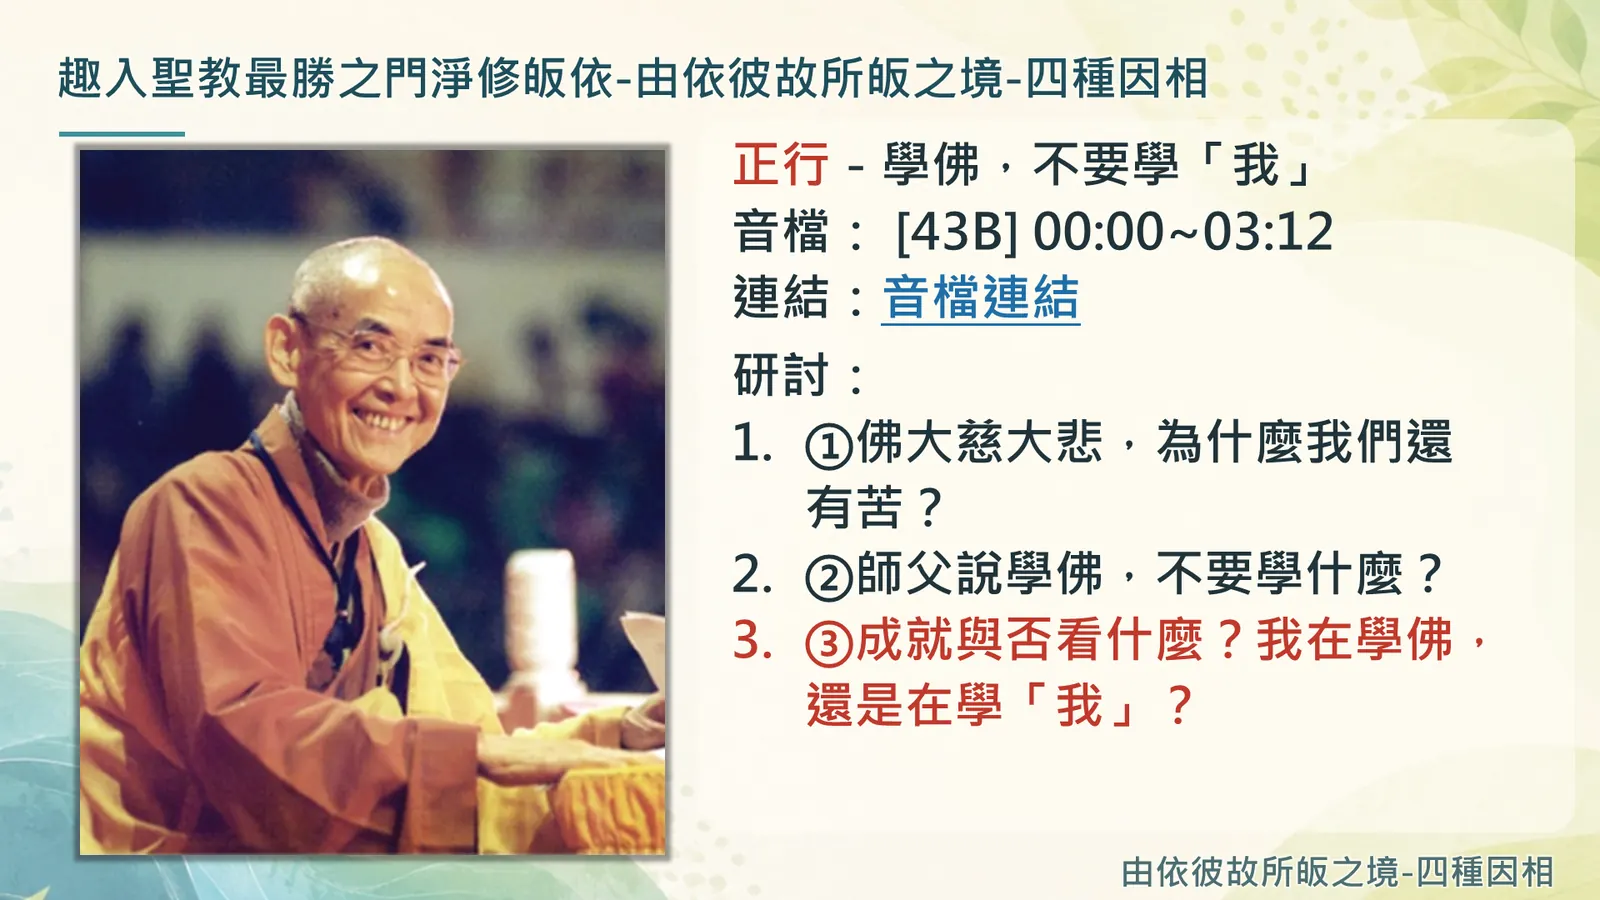 趣入聖教最勝之門淨修皈依-由依彼故所皈之境-四種因相
正行 - 學佛，不要學「我」
音檔： [43B] 00:00~03:12
連結：音檔連結
研討：
1. ①佛大慈大悲，為什麼我們還
有苦？
2. ②師父說學佛，不要學什麼？
3. ③成就與否看什麼？我在學佛，
還是在學「我」？
由依彼故所皈之境-四種因相